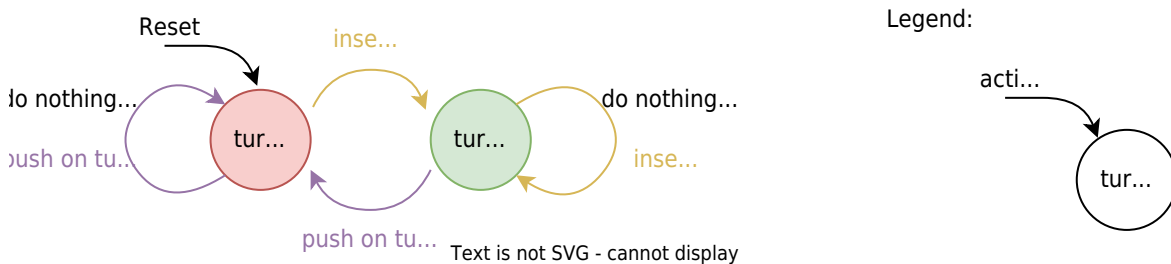 Reset
Legend:
inse...
acti...
do nothing...
do nothing...
tur...
tur...
push on tu...
inse...
tur...
push on tu...
Text is not SVG - cannot display